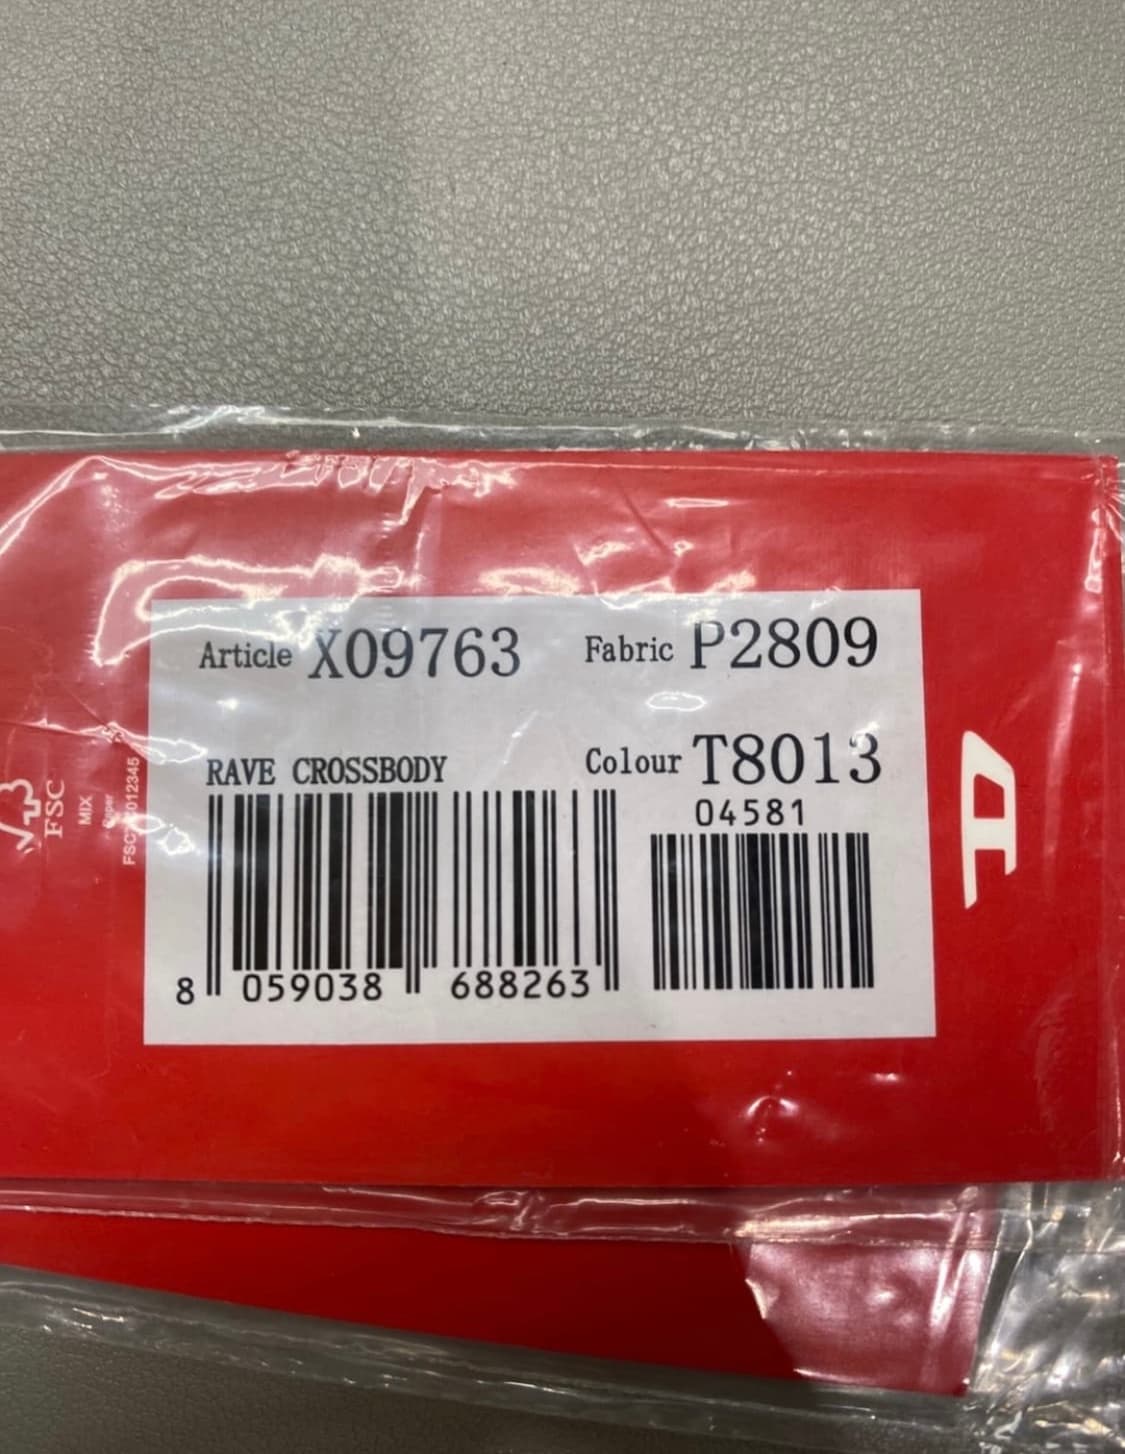 Article X09763 Fabric P2809
RAVE CROSSBODY Colour T8013
04581
8 059038 688263
FSC
MIX